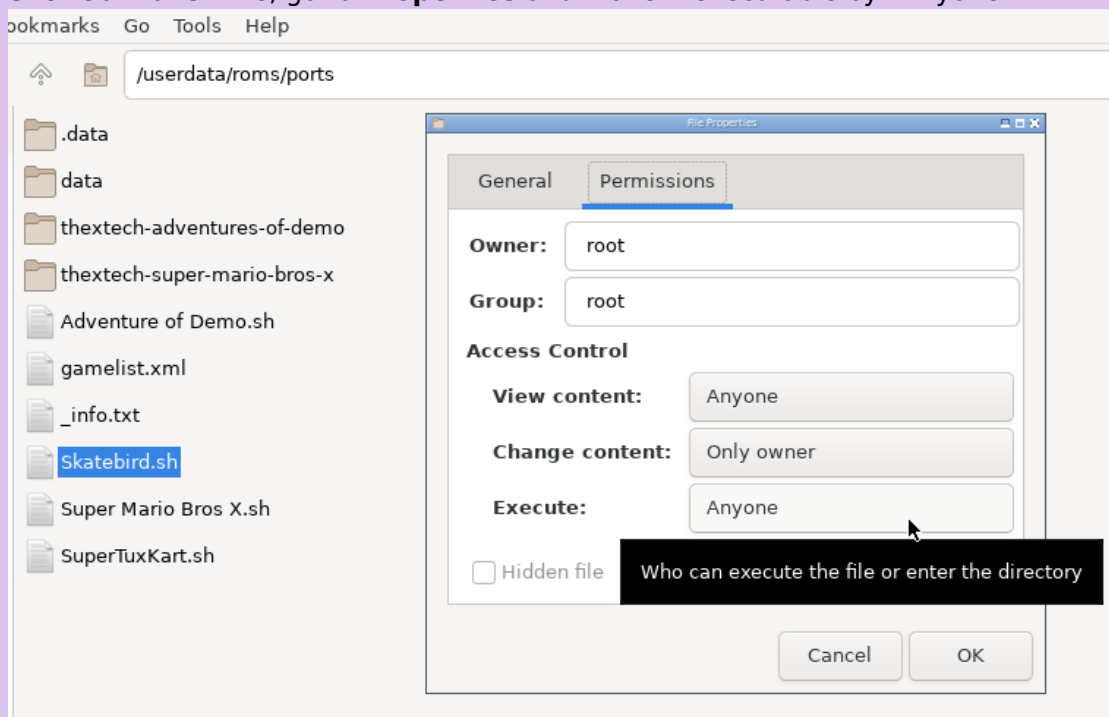 ookmarks Go Tools Help
/userdata/roms/ports
.data
data
thextech-adventures-of-demo
thextech-super-mario-bros-x
Adventure of Demo.sh
gamelist.xml
_info.txt
Skatebird.sh
Super Mario Bros X.sh
SuperTuxKart.sh
File Properties
General Permissions
Owner: root
Group: root
Access Control
View content: Anyone
Change content: Only owner
Execute: Anyone
Hidden file
Who can execute the file or enter the directory
Cancel OK